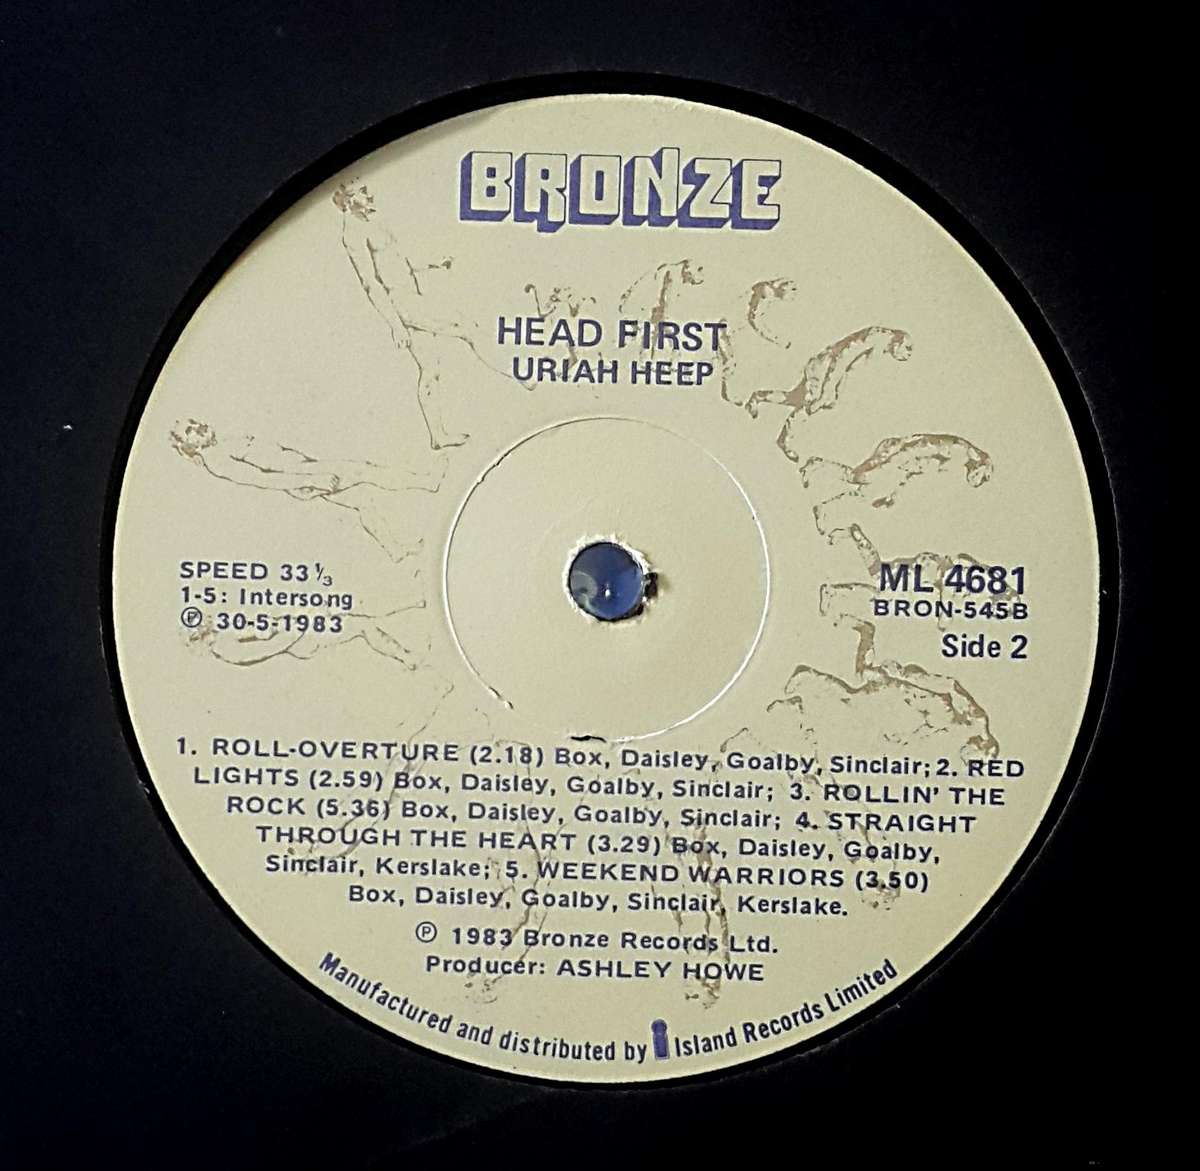 BRONZE
HEAD FIRST
URIAH HEEP
SPEED 33 ⅓
1-5: Intersong
℗ 30-5-1983
ML 4681
BRON-545B
Side 2
1. ROLL-OVERTURE (2.18) Box, Daisley, Goalby, Sinclair; 2. RED
LIGHTS (2.59) Box, Daisley, Goalby, Sinclair; 3. ROLLIN' THE
ROCK (5.36) Box, Daisley, Goalby, Sinclair; 4. STRAIGHT
THROUGH THE HEART (3.29) Box, Daisley, Goalby,
Sinclair, Kerslake; 5. WEEKEND WARRIORS (3.50)
Box, Daisley, Goalby, Sinclair, Kerslake.
℗ 1983 Bronze Records Ltd.
Producer: ASHLEY HOWE
Manufactured and distributed by Island Records Limited